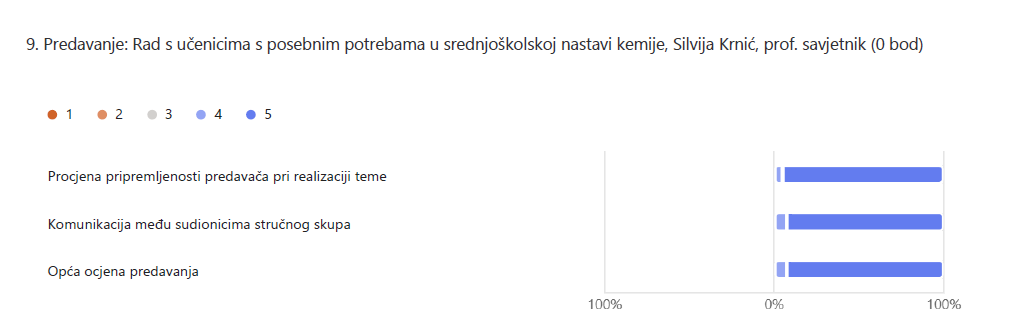 9. Predavanje: Rad s učenicima s posebnim potrebama u srednjoškolskoj nastavi kemije, Silvija Krnić, prof. savjetnik (0 bod)
1 2 3 4 5
Procjena pripremljenosti predavača pri realizaciji teme
Komunikacija među sudionicima stručnog skupa
Opća ocjena predavanja
100% 0% 100%